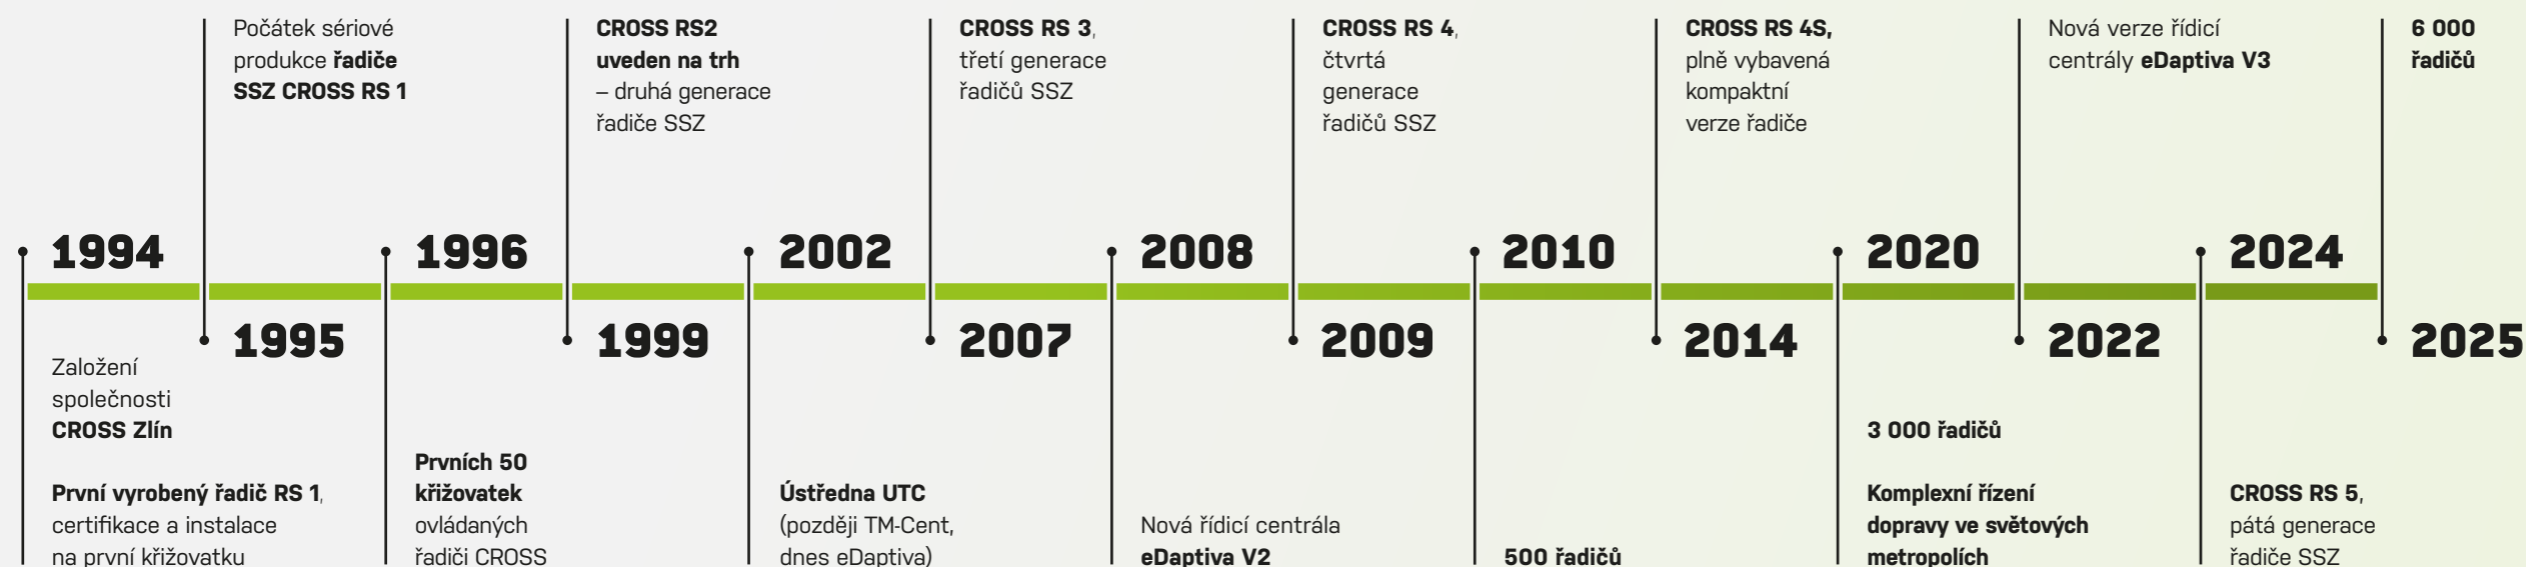 1994
Založení
společnosti
CROSS Zlín
První vyrobený řadič RS 1,
certifikace a instalace
na první křižovatku
Počátek sériové
produkce řadiče
SSZ CROSS RS 1
1995
1996
Prvních 50
křižovatek
ovládaných
řadiči CROSS
CROSS RS2
uveden na trh
– druhá generace
řadiče SSZ
1999
2002
Ústředna UTC
(později TM-Cent,
dnes eDaptiva)
CROSS RS 3,
třetí generace
řadičů SSZ
2007
2008
Nová řídicí centrála
eDaptiva V2
CROSS RS 4,
čtvrtá
generace
řadičů SSZ
2009
2010
500 řadičů
CROSS RS 4S,
plně vybavená
kompaktní
verze řadiče
2014
2020
3 000 řadičů
Komplexní řízení
dopravy ve světových
metropolích
Nová verze řídicí
centrály eDaptiva V3
2022
2024
CROSS RS 5,
pátá generace
řadiče SSZ
6 000
řadičů
2025